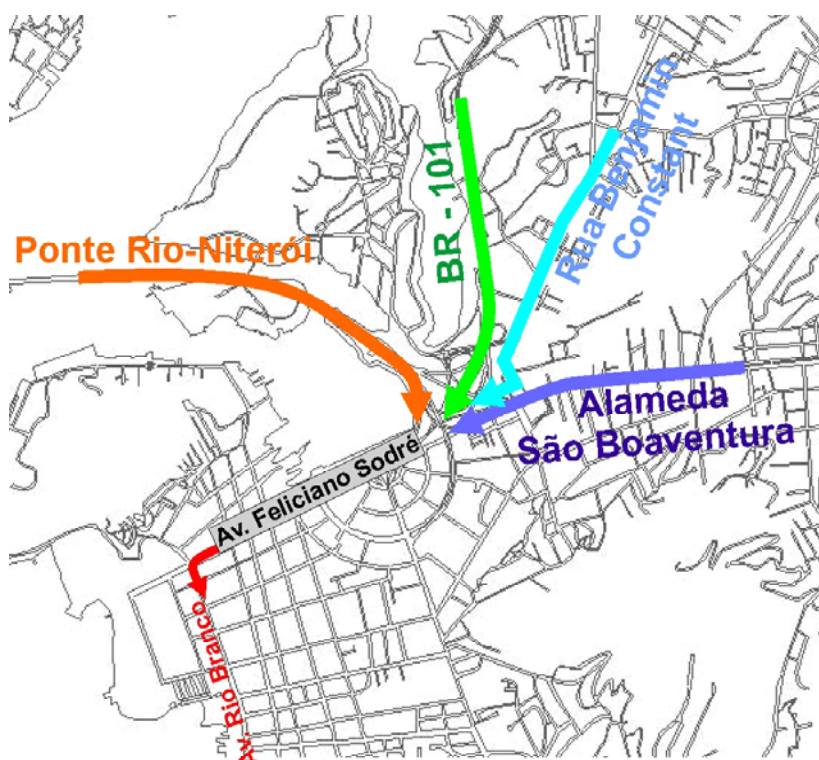 Rua Benjamin
Constant
BR - 101
Ponte Rio-Niterói
Alameda
São Boaventura
Av. Feliciano Sodré
Av. Rio Branco